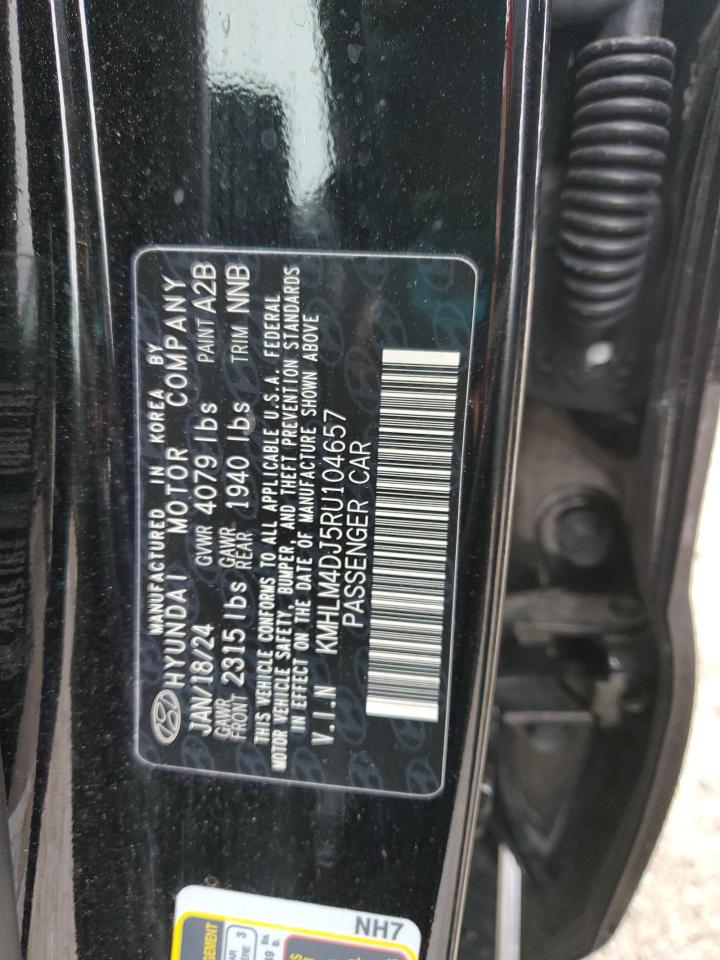 MANUFACTURED IN KOREA BY
HYUNDAI MOTOR COMPANY
JAN/18/24 GVWR 4079 lbs PAINT A2B
GAWR FRONT 2315 lbs GAWR REAR 1940 lbs TRIM NNB
THIS VEHICLE CONFORMS TO ALL APPLICABLE U.S.A. FEDERAL
MOTOR VEHICLE SAFETY, BUMPER, AND THEFT PREVENTION STANDARDS
IN EFFECT ON THE DATE OF MANUFACTURE SHOWN ABOVE
V.I.N KMHLM4DJ5RU104657
PASSENGER CAR
NH7
3